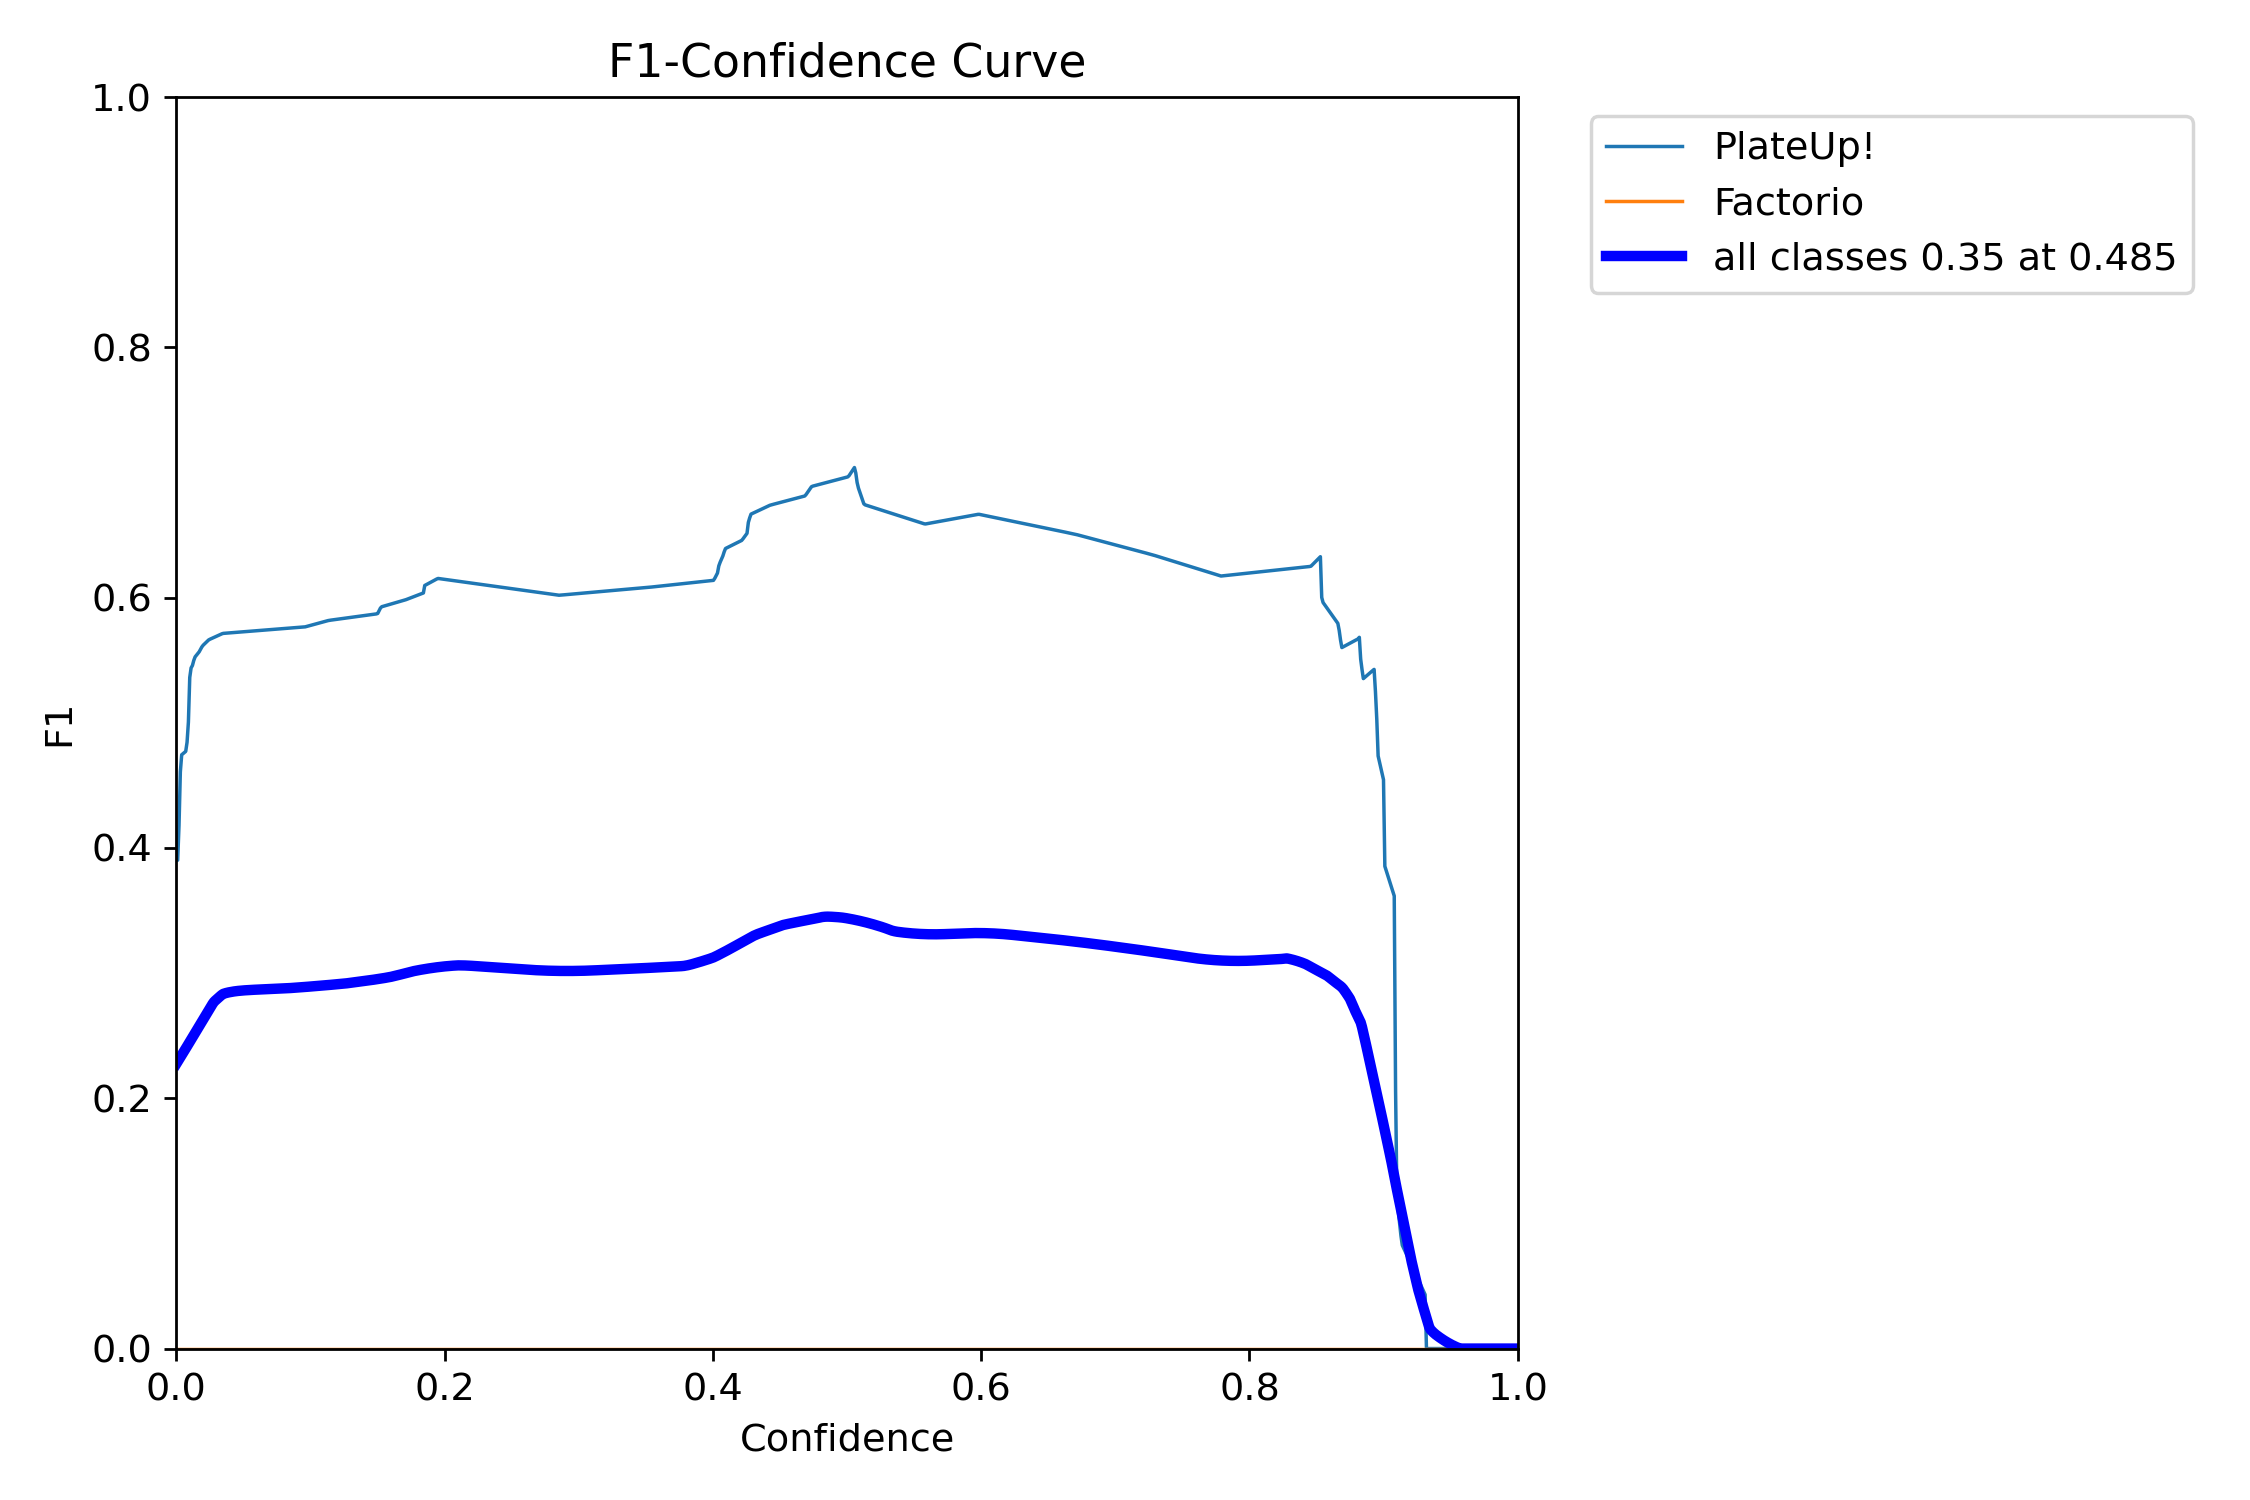 F1-Confidence Curve
1.0
0.8
0.6
0.4
0.2
0.0
F1
0.0 0.2 0.4 0.6 0.8 1.0
Confidence
PlateUp!
Factorio
all classes 0.35 at 0.485